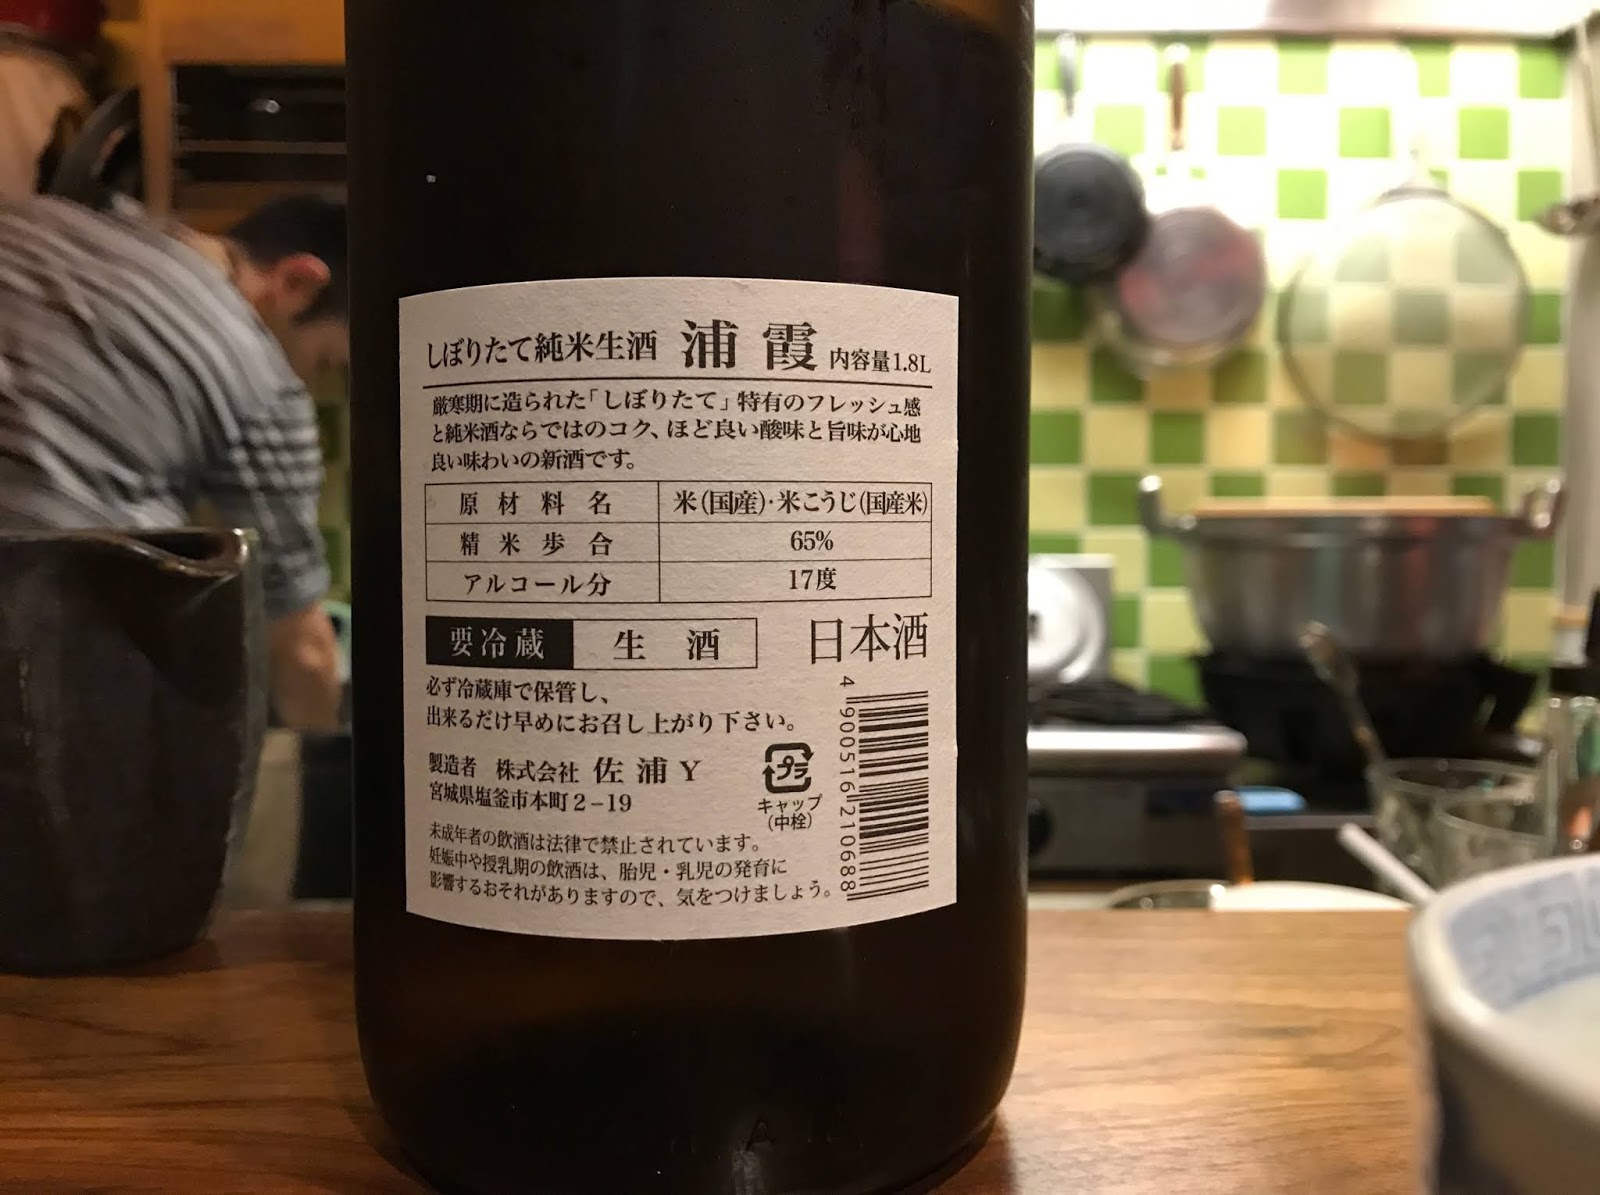 しぼりたて純米生酒 浦霞 内容量1.8L
厳寒期に造られた「しぼりたて」特有のフレッシュ感
と純米酒ならではのコク、ほど良い酸味と旨味が心地
良い味わいの新酒です。
原材料名 米(国産)・米こうじ(国産米)
精米歩合 65%
アルコール分 17度
要冷蔵 生酒 日本酒
必ず冷蔵庫で保管し、
出来るだけ早めにお召し上がり下さい。
製造者 株式会社 佐浦 Y
宮城県塩釜市本町2-19
プラ
キャップ
(中栓)
未成年者の飲酒は法律で禁止されています。
妊娠中や授乳期の飲酒は、胎児・乳児の発育に
影響するおそれがありますので、気をつけましょう。
4 900516 210688